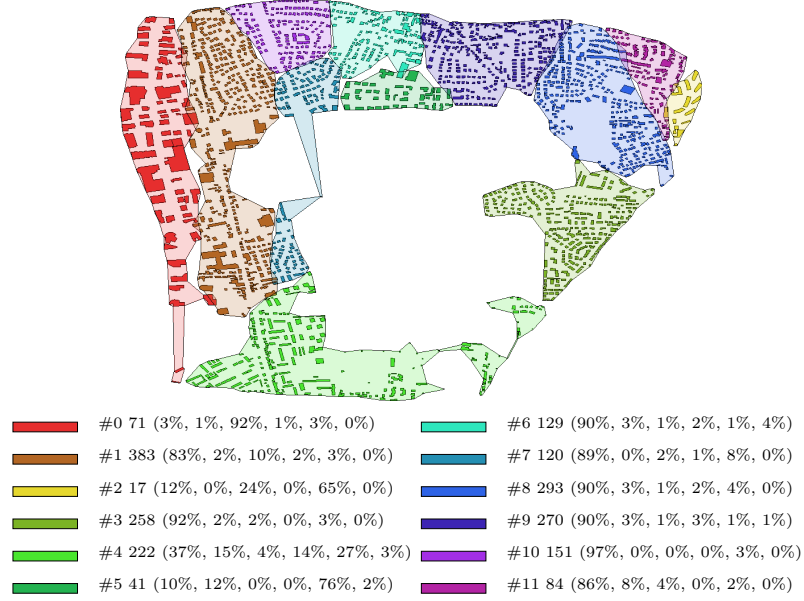 #0 71 (3%, 1%, 92%, 1%, 3%, 0%)
#1 383 (83%, 2%, 10%, 2%, 3%, 0%)
#2 17 (12%, 0%, 24%, 0%, 65%, 0%)
#3 258 (92%, 2%, 2%, 0%, 3%, 0%)
#4 222 (37%, 15%, 4%, 14%, 27%, 3%)
#5 41 (10%, 12%, 0%, 0%, 76%, 2%)
#6 129 (90%, 3%, 1%, 2%, 1%, 4%)
#7 120 (89%, 0%, 2%, 1%, 8%, 0%)
#8 293 (90%, 3%, 1%, 2%, 4%, 0%)
#9 270 (90%, 3%, 1%, 3%, 1%, 1%)
#10 151 (97%, 0%, 0%, 0%, 3%, 0%)
#11 84 (86%, 8%, 4%, 0%, 2%, 0%)